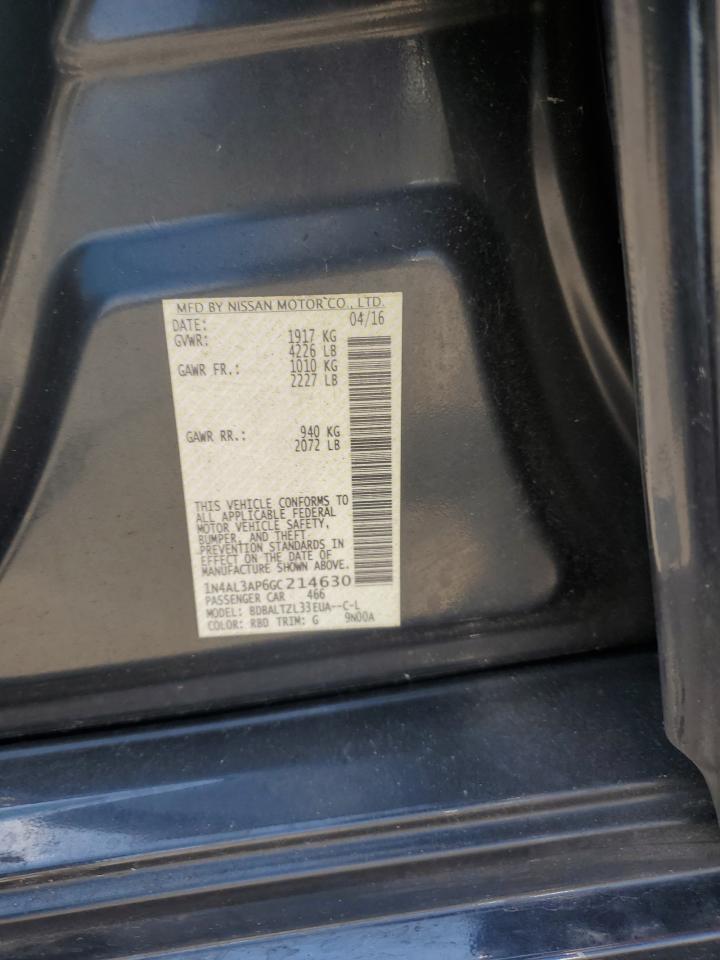 MFD BY NISSAN MOTOR CO., LTD.
DATE: 04/16
GVWR: 1917 KG
4226 LB
GAWR FR.: 1010 KG
2227 LB
GAWR RR.: 940 KG
2072 LB
THIS VEHICLE CONFORMS TO
ALL APPLICABLE FEDERAL
MOTOR VEHICLE SAFETY,
BUMPER, AND THEFT
PREVENTION STANDARDS IN
EFFECT ON THE DATE OF
MANUFACTURE SHOWN ABOVE.
1N4AL3AP6GC214630
PASSENGER CAR 466
MODEL: BDBALTZL33EUA--C-L
COLOR: RBD TRIM: G 9N00A